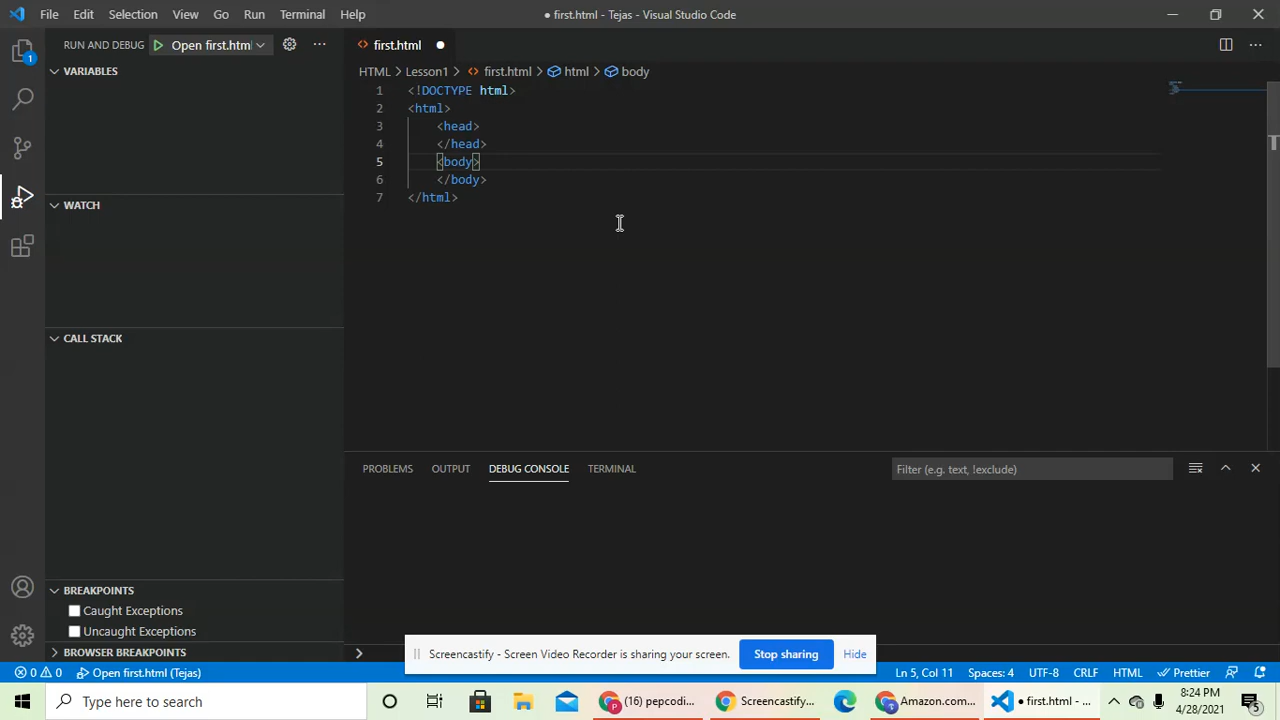 File Edit Selection View Go Run Terminal Help ● first.html - Tejas - Visual Studio Code
RUN AND DEBUG Open first.html
first.html ●
VARIABLES
HTML > Lesson1 > first.html > html > body
1 <!DOCTYPE html>
2 <html>
3 <head>
4 </head>
5 <body>
6 </body>
7 </html>
WATCH
CALL STACK
PROBLEMS OUTPUT DEBUG CONSOLE TERMINAL Filter (e.g. text, !exclude)
BREAKPOINTS
Caught Exceptions
Uncaught Exceptions
BROWSER BREAKPOINTS
1
Screencastify - Screen Video Recorder is sharing your screen. Stop sharing Hide
0 0 Open first.html (Tejas) Ln 5, Col 11 Spaces: 4 UTF-8 CRLF HTML Prettier
Type here to search (16) pepcodi... Screencastify... Amazon.com... ● first.html - ... 8:24 PM
4/28/2021 5